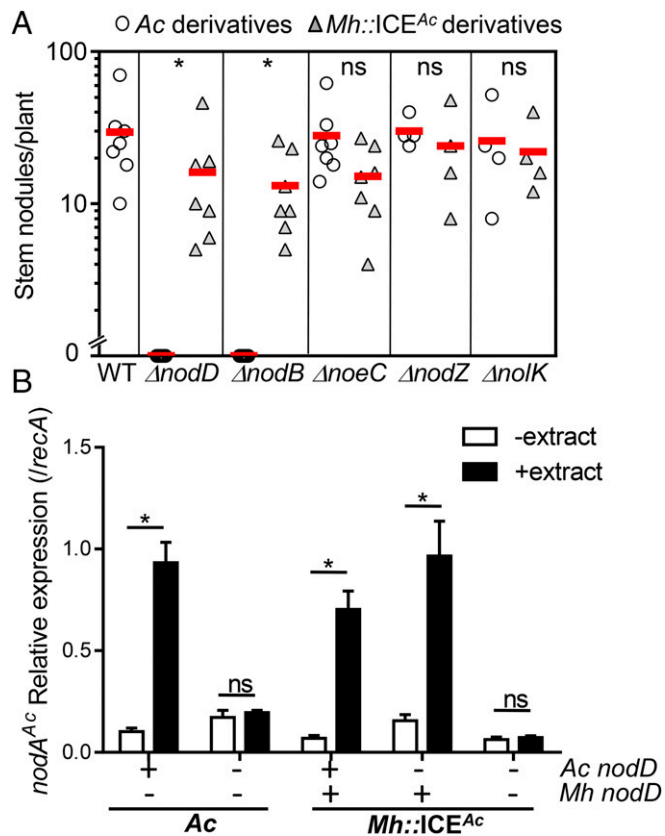 A
○ Ac derivatives △ Mh::ICE^Ac derivatives
Stem nodules/plant
100
10
0
* * ns ns ns
WT ΔnodD ΔnodB ΔnoeC ΔnodZ ΔnolK
B
nodA^Ac Relative expression (/recA)
-extract
+extract
1.5
1.0
0.5
0.0
* ns * * ns
+ - + - - Ac nodD
- - + + - Mh nodD
Ac Mh::ICE^Ac